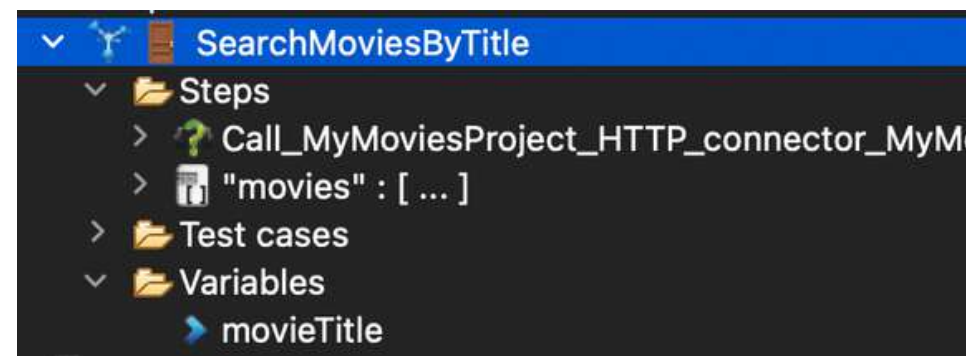 SearchMoviesByTitle
Steps
Call_MyMoviesProject_HTTP_connector_MyM
"movies" : [ ... ]
Test cases
Variables
movieTitle